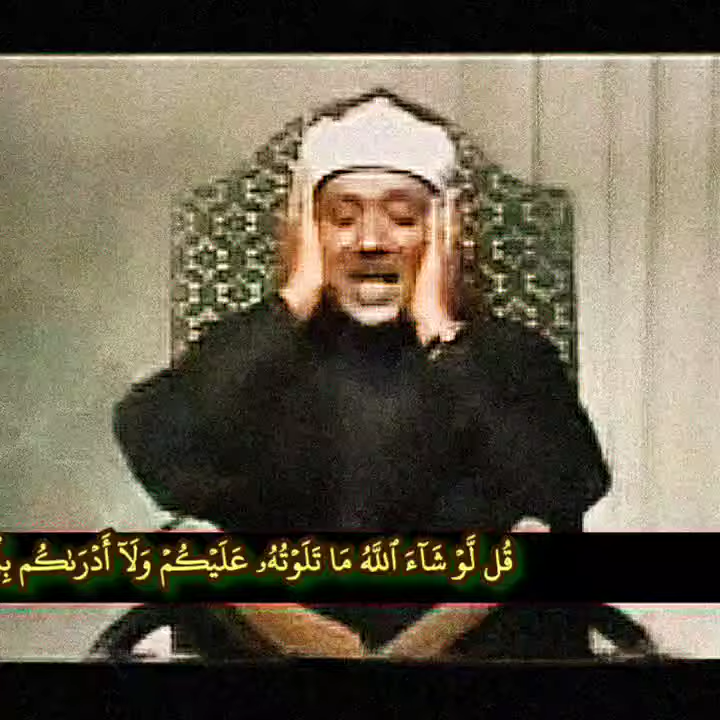 قُل لَّوْ شَآءَ ٱللَّهُ مَا تَلَوْتُهُۥ عَلَيْكُمْ وَلَآ أَدْرَىٰكُم